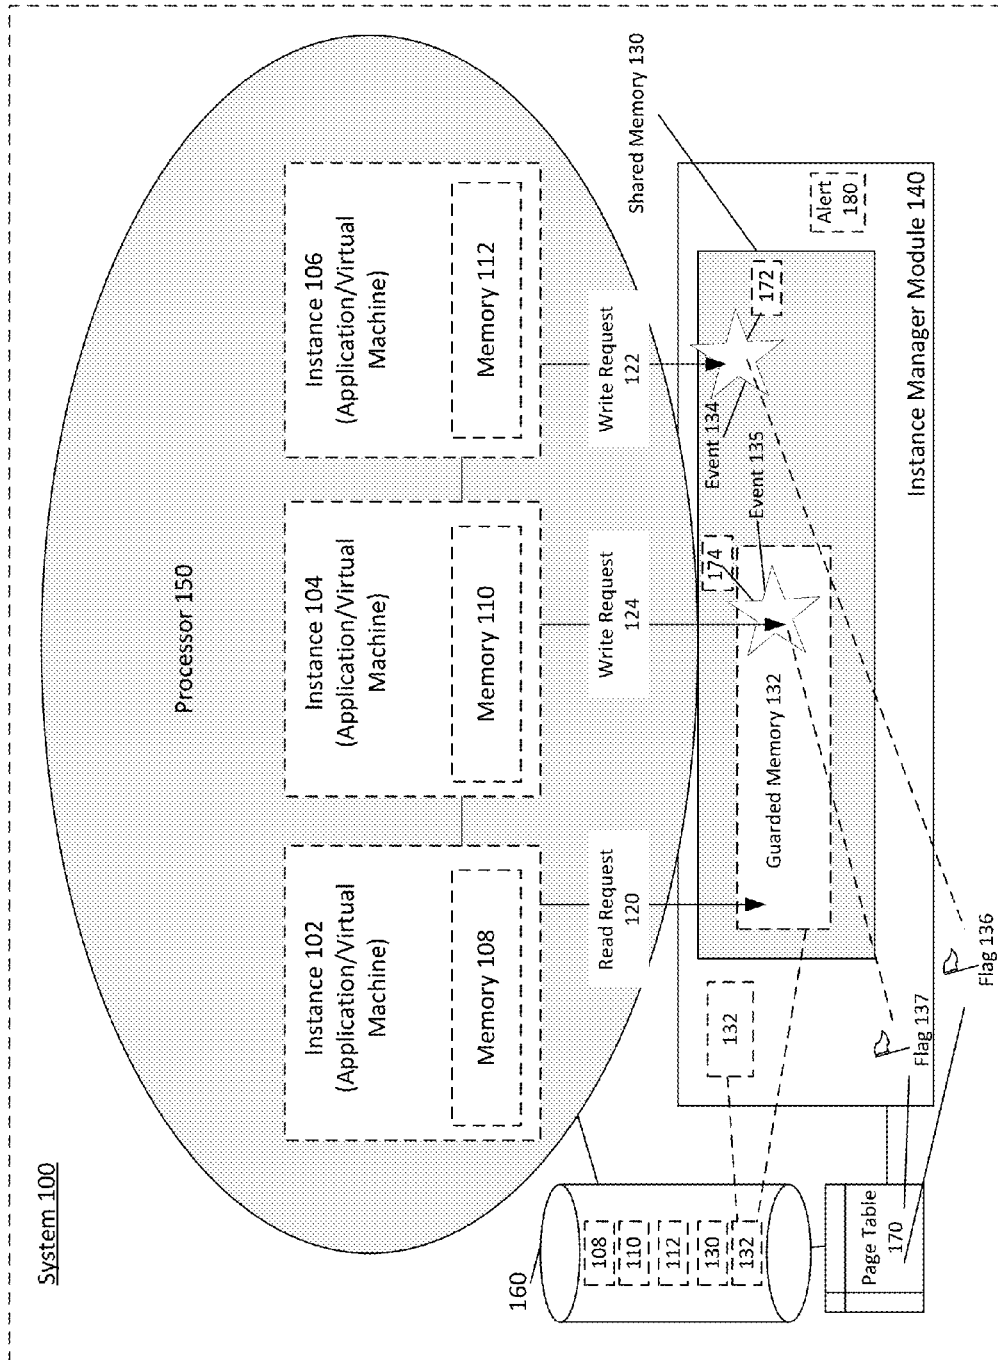 System 100
Processor 150
Instance 102
(Application/Virtual
Machine)
Memory 108
Instance 104
(Application/Virtual
Machine)
Memory 110
Instance 106
(Application/Virtual
Machine)
Memory 112
Read Request
120
Write Request
124
Write Request
122
Shared Memory 130
160
108
110
112
130
132
132
Guarded Memory 132
174
Event 135
Event 134
172
Alert
180
Instance Manager Module 140
Page Table
170
Flag 137
Flag 136